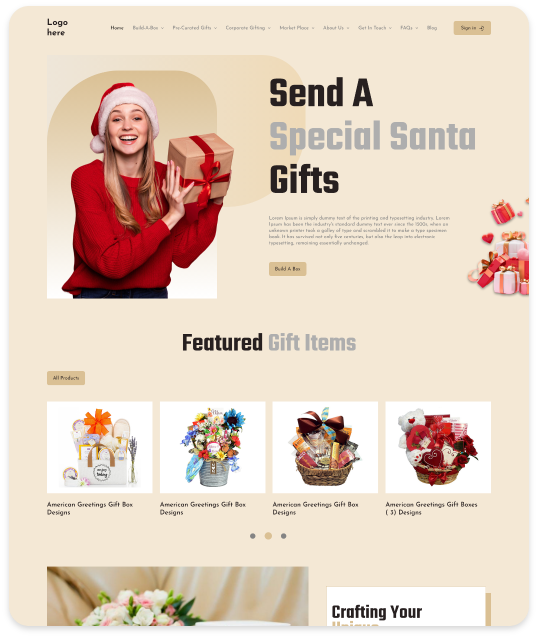 Logo
here
Home Build-A-Box Pre-Curated Gifts Corporate Gifting Market Place About Us Get In Touch FAQs Blog Sign in
Send A
Special Santa
Gifts
Lorem Ipsum is simply dummy text of the printing and typesetting industry. Lorem
Ipsum has been the industry's standard dummy text ever since the 1500s, when an
unknown printer took a galley of type and scrambled it to make a type specimen
book. It has survived not only five centuries, but also the leap into electronic
typesetting, remaining essentially unchanged.
Build A Box
Featured Gift Items
All Products
American Greetings Gift Box
Designs
American Greetings Gift Box
Designs
American Greetings Gift Box
Designs
American Greetings Gift Boxes
( 3) Designs
Crafting Your
Unique